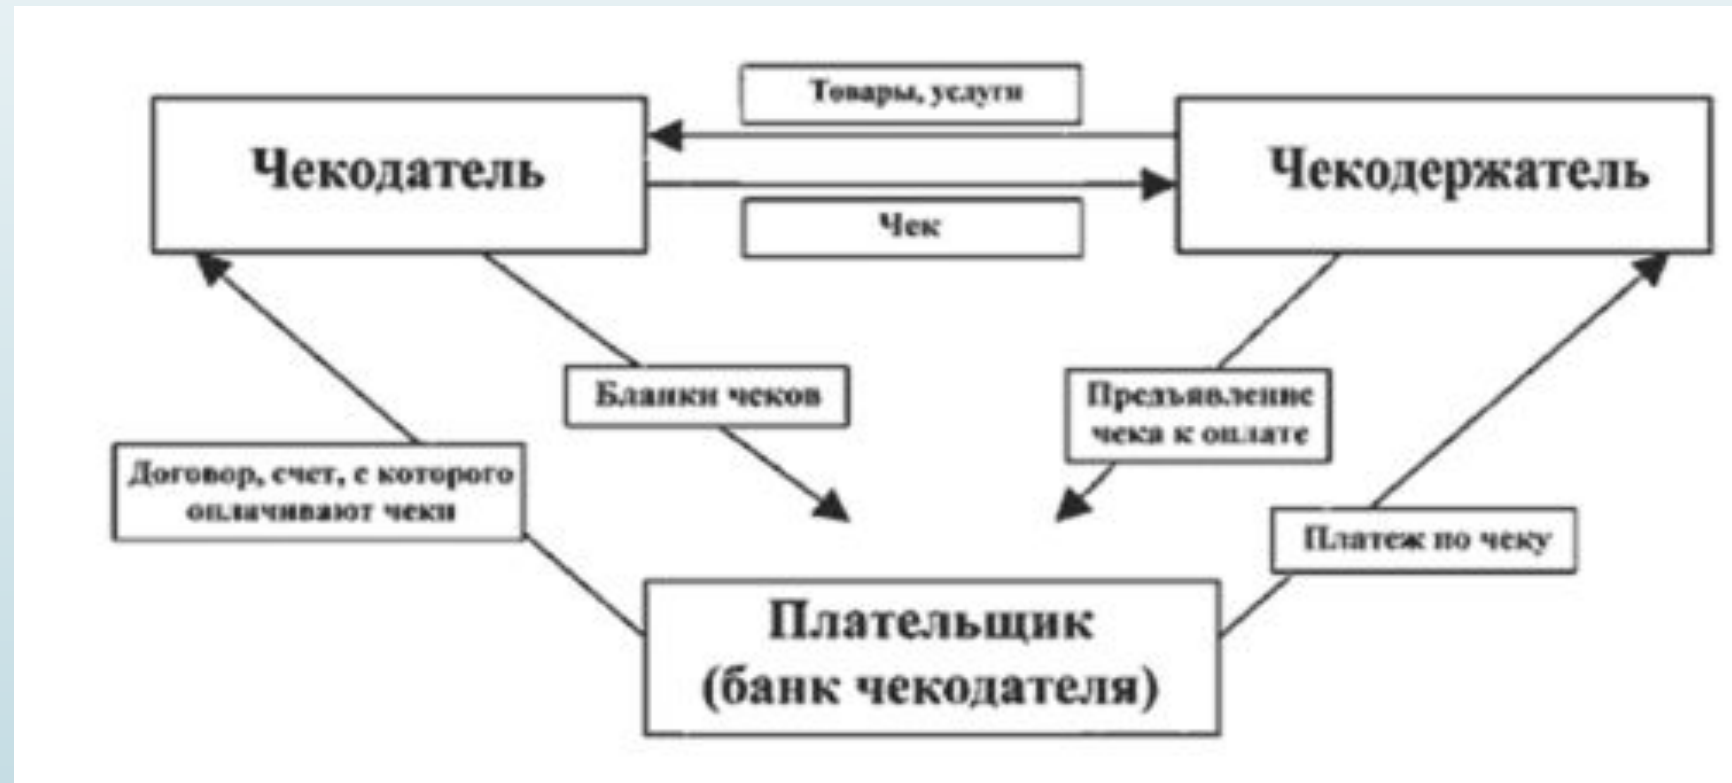 Товары, услуги
Чекодатель
Чекодержатель
Чек
Бланки чеков
Предъявление
чека к оплате
Договор, счет, с которого
оплачивают чеки
Платеж по чеку
Плательщик
(банк чекодателя)